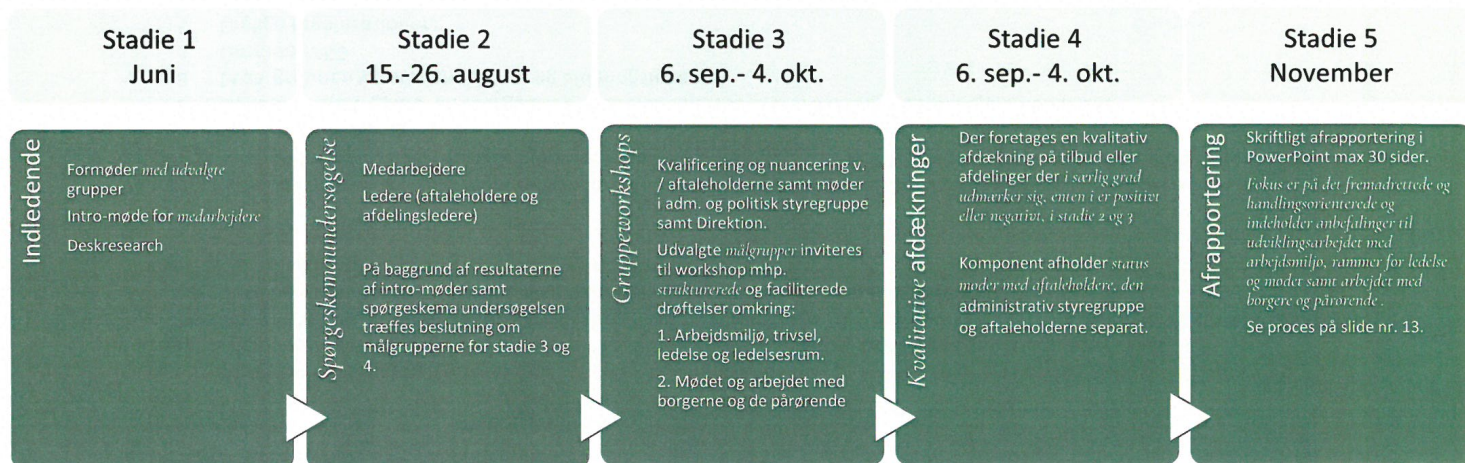 Stadie 1
Juni
Stadie 2
15.-26. august
Stadie 3
6. sep.- 4. okt.
Stadie 4
6. sep.- 4. okt.
Stadie 5
November
Indledende
Formøder med udvalgte
grupper
Intro-møde for medarbejdere
Deskresearch
Spørgeskemaundersøgelse
Medarbejdere
Ledere (aftaleholdere og
afdelingsledere)
På baggrund af resultaterne
af intro-møder samt
spørgeskema undersøgelsen
træffes beslutning om
målgrupperne for stadie 3 og
4.
Gruppeworkshops
Kvalificering og nuancering v.
/ aftaleholderne samt møder
i adm. og politisk styregruppe
samt Direktion.
Udvalgte målgrupper inviteres
til workshop mhp.
strukturerede og faciliterede
drøftelser omkring:
1. Arbejdsmiljø, trivsel,
ledelse og ledelsesrum.
2. Mødet og arbejdet med
borgerne og de pårørende
Kvalitative afdækninger
Der foretages en kvalitativ
afdækning på tilbud eller
afdelinger der i særlig grad
udmærker sig, enten i er positivt
eller negativt, i stadie 2 og 3
Komponent afholder status
møder med aftaleholdere, den
administrativ styregruppe
og aftaleholderne separat.
Afrapportering
Skriftligt afrapportering i
PowerPoint max 30 sider.
Fokus er på det fremadrettede og
handlingsorienterede og
indeholder anbefalinger til
udviklingsarbejdet med
arbejdsmiljø, rammer for ledelse
og møder samt arbejdet med
borgere og pårørende .
Se proces på slide nr. 13.